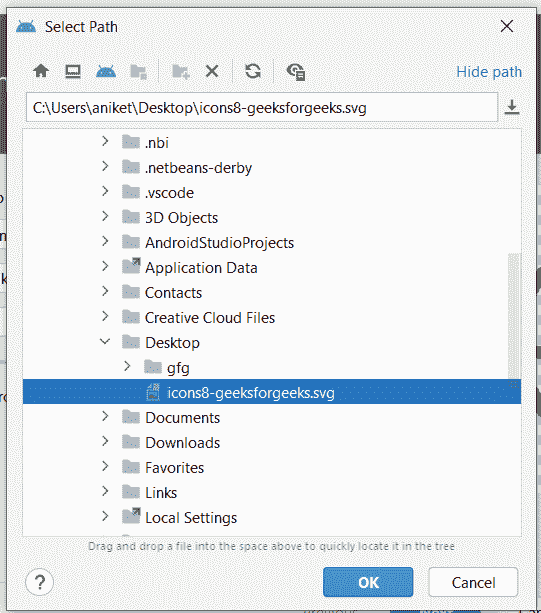 Select Path
Hide path
C:\Users\aniket\Desktop\icons8-geeksforgeeks.svg
.nbi
.netbeans-derby
.vscode
3D Objects
AndroidStudioProjects
Application Data
Contacts
Creative Cloud Files
Desktop
gfg
icons8-geeksforgeeks.svg
Documents
Downloads
Favorites
Links
Local Settings
Drag and drop a file into the space above to quickly locate it in the tree
? OK Cancel